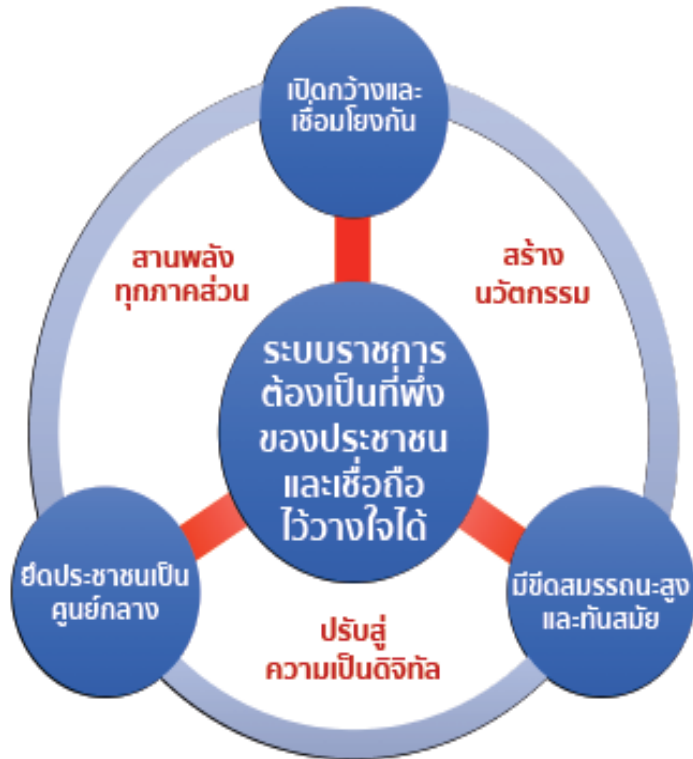 เปิดกว้างและ
เชื่อมโยงกัน
สานพลัง
ทุกภาคส่วน
สร้าง
นวัตกรรม
ระบบราชการ
ต้องเป็นที่พึ่ง
ของประชาชน
และเชื่อถือ
ไว้วางใจได้
ยึดประชาชนเป็น
ศูนย์กลาง
มีขีดสมรรถนะสูง
และทันสมัย
ปรับสู่
ความเป็นดิจิทัล